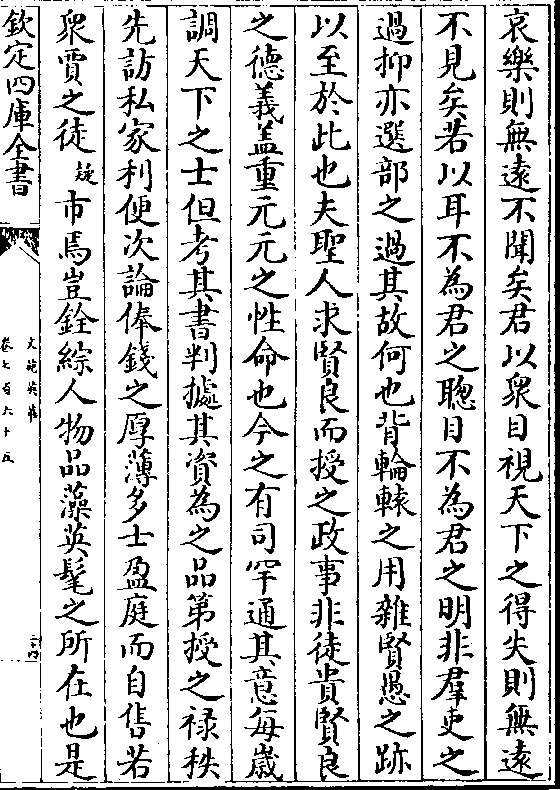 哀樂則無遠不聞矣君以衆目視天下之得失則無遠
不見矣若以耳不為君之聰目不為君之明非羣吏之
過抑亦選部之過其故何也背輪轅之用雜賢愚之跡
以至於此也夫聖人求賢良而授之政事非徒貴賢良
之德義盖重元元之性命也今之有司罕通其意每嵗
調天下之士但考其書判據其資為之品第授之禄秩
先訪私家利便次論俸錢之厚薄多士盈庭而自售若
衆賈之徒疑市焉豈銓綜人物品藻英髦之所在也是
欽定四庫全書
文苑英華
卷七百六十五